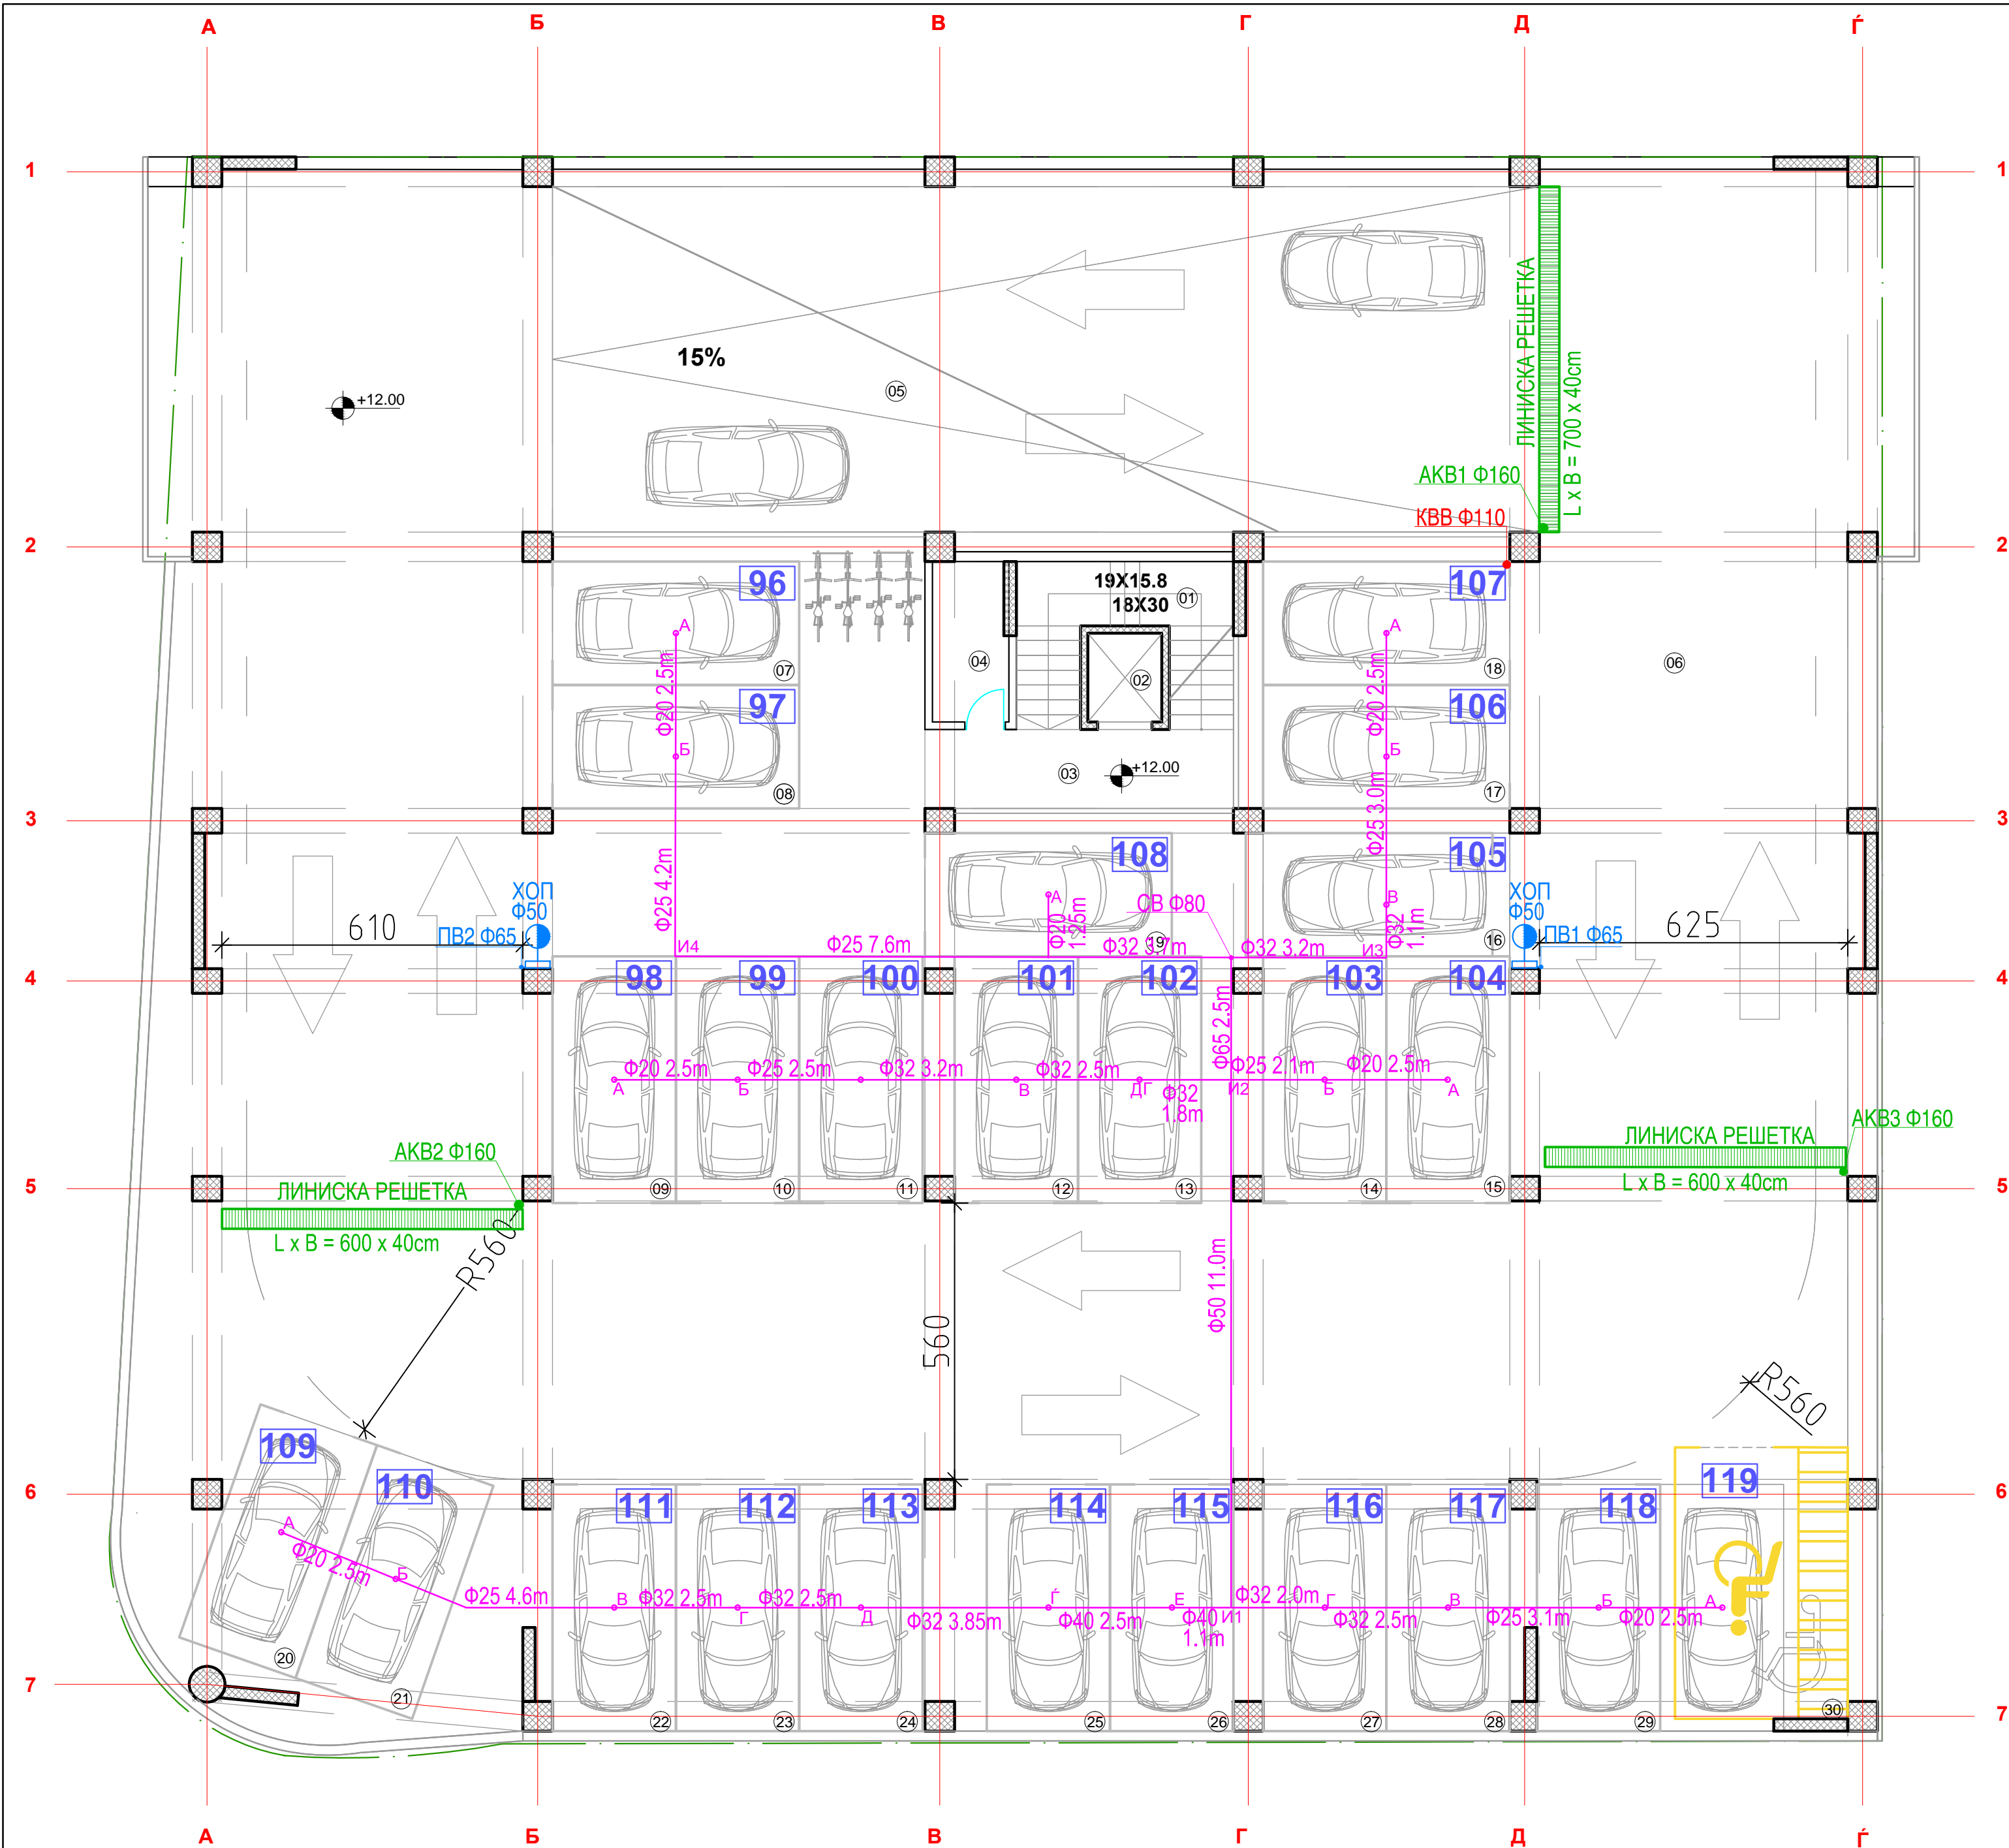 А Б В Г Д Ѓ
1 1
ЛИНИСКА РЕШЕТКА
L x B = 700 x 40cm
15%
05
+12.00
АКВ1 Ф160
КВВ Ф110
2 2
96
19X15.8
18X30
01
107
А
А
04
02
06
07
18
Ф20 2.5m
Ф20 2.5m
97
106
Б
Б
03
+12.00
08
17
Ф25 3.0m
3 3
108
105
Ф25 4.2m
ХОП
Ф50
ПВ2 Ф65
610
А
Ф20
1.25m
СВ Ф80
В
Ф32
1.1m
ХОП
Ф50
ПВ1 Ф65
625
И4
Ф25 7.6m
Ф32 3.7m
19
Ф32 3.2m
И3
16
4 4
98 99 100 101 102 103 104
Ф65 2.5m
Ф20 2.5m
Ф25 2.5m
Ф32 3.2m
Ф32 2.5m
Ф25 2.1m
Ф20 2.5m
А Б В ДГ И2 Б А
Ф32
1.8m
АКВ2 Ф160
АКВ3 Ф160
ЛИНИСКА РЕШЕТКА
L x B = 600 x 40cm
5 5
09 10 11 12 13 14 15
ЛИНИСКА РЕШЕТКА
L x B = 600 x 40cm
R560
Ф50 11.0m
560
R560
109
110
6 6
111 112 113 114 115 116 117 118 119
А
Ф20 2.5m
Б
Ф25 4.6m
В
Ф32 2.5m
Г
Ф32 2.5m
Д
Ф32 3.85m
Ѓ
Ф40 2.5m
Е
Ф40
1.1m
И1
Ф32 2.0m
Г
Ф32 2.5m
В
Ф25 3.1m
Б
Ф20 2.5m
А
20
21
7 7
22 23 24 25 26 27 28 29 30
А Б В Г Д Ѓ